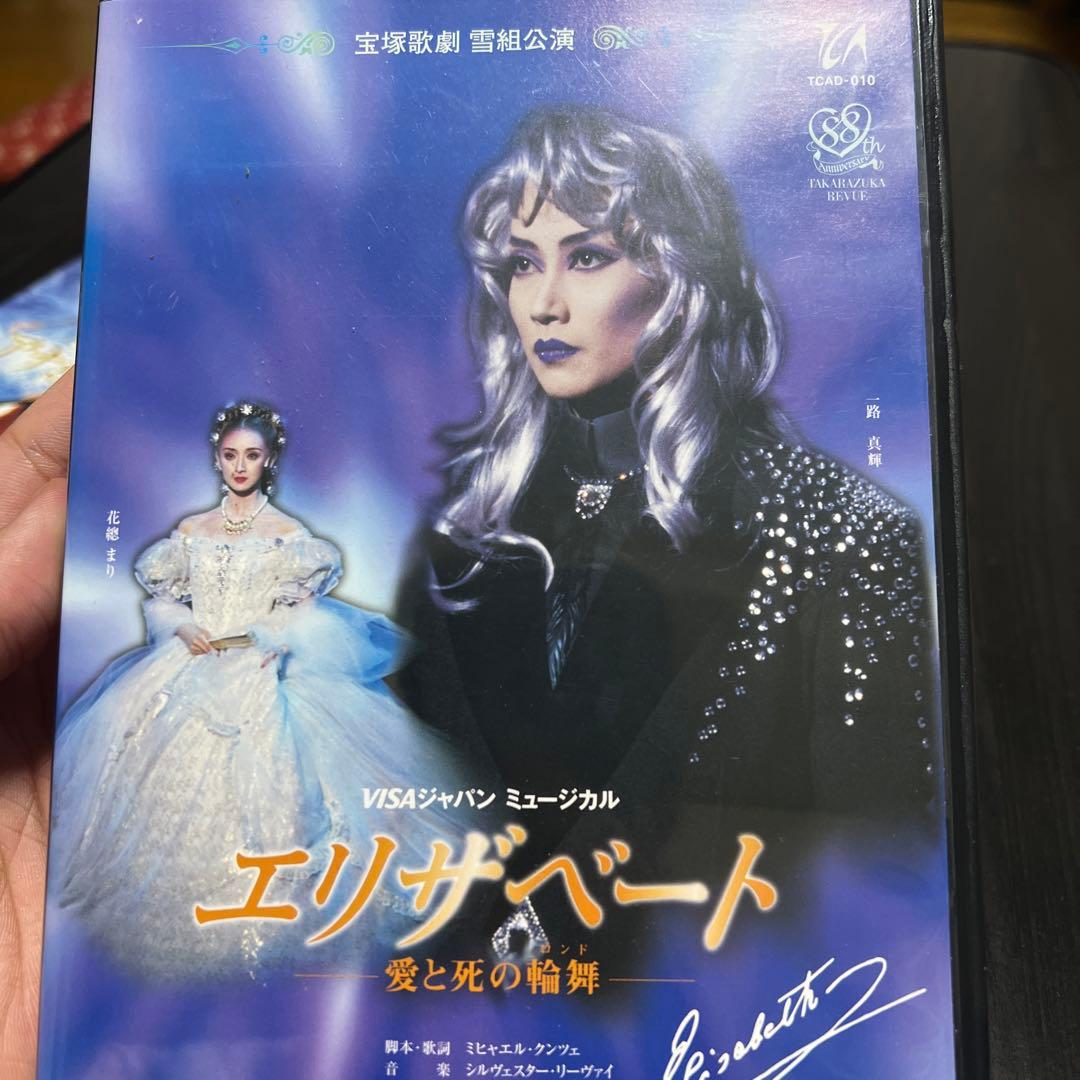 宝塚歌劇 雪組公演
TCA
TCAD-010
88th
Anniversary
TAKARAZUKA
REVUE
一路 真輝
花總 まり
VISAジャパン ミュージカル
エリザベート
ロンド
愛と死の輪舞
脚本・歌詞 ミヒャエル・クンツェ
音 楽 シルヴェスター・リーヴァイ
Elisabeth